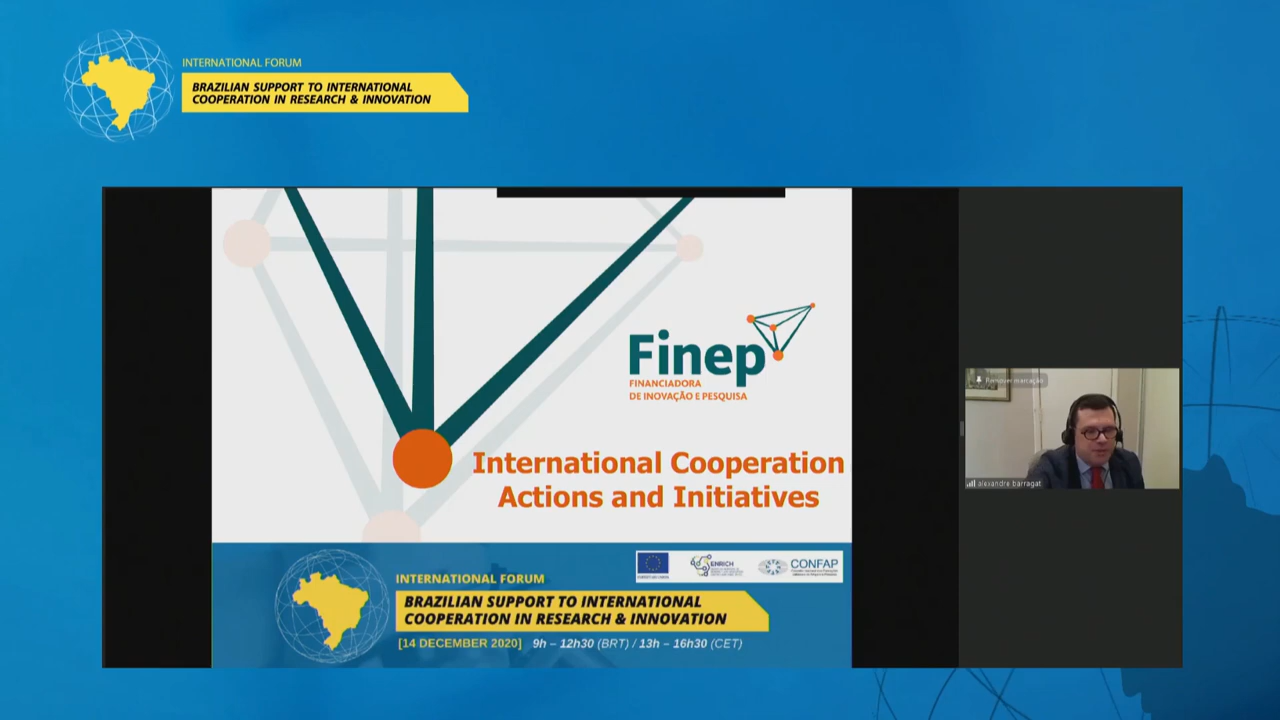 INTERNATIONAL FORUM
BRAZILIAN SUPPORT TO INTERNATIONAL
COOPERATION IN RESEARCH & INNOVATION
Finep
FINANCIADORA
DE INOVAÇÃO E PESQUISA
International Cooperation
Actions and Initiatives
Remover marcação
alexandre barragat
ENRICH
CONFAP
INTERNATIONAL FORUM
BRAZILIAN SUPPORT TO INTERNATIONAL
COOPERATION IN RESEARCH & INNOVATION
[14 DECEMBER 2020] 9h – 12h30 (BRT) / 13h – 16h30 (CET)